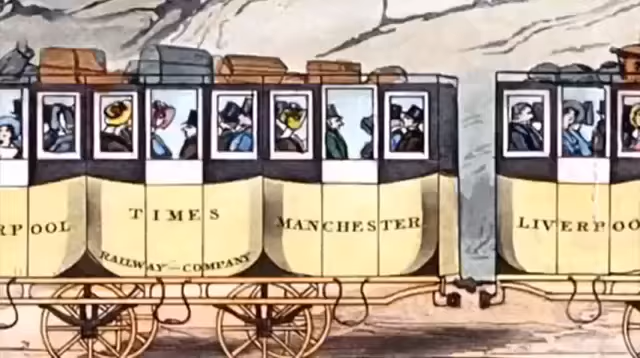 RPOOL
TIMES
RAILWAY-COMPANY
MANCHESTER
LIVERPOO